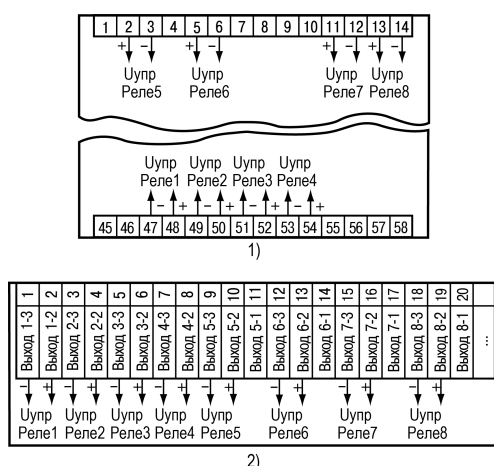 1 2 3 4 5 6 7 8 9 10 11 12 13 14
+ − + − + − + −
Uупр Uупр Uупр Uупр
Реле5 Реле6 Реле7 Реле8
Uупр Uупр Uупр Uупр
Реле1 Реле2 Реле3 Реле4
− + − + − + − +
45 46 47 48 49 50 51 52 53 54 55 56 57 58
1)
1 2 3 4 5 6 7 8 9 10 11 12 13 14 15 16 17 18 19 20
Выход 1-3 Выход 1-2 Выход 2-3 Выход 2-2 Выход 3-3 Выход 3-2 Выход 4-3 Выход 4-2 Выход 5-3 Выход 5-2 Выход 5-1 Выход 6-3 Выход 6-2 Выход 6-1 Выход 7-3 Выход 7-2 Выход 7-1 Выход 8-3 Выход 8-2 Выход 8-1 ...
− + − + − + − + − + − + − + − +
Uупр Uупр Uупр Uупр Uупр Uупр Uупр Uупр
Реле1 Реле2 Реле3 Реле4 Реле5 Реле6 Реле7 Реле8
2)